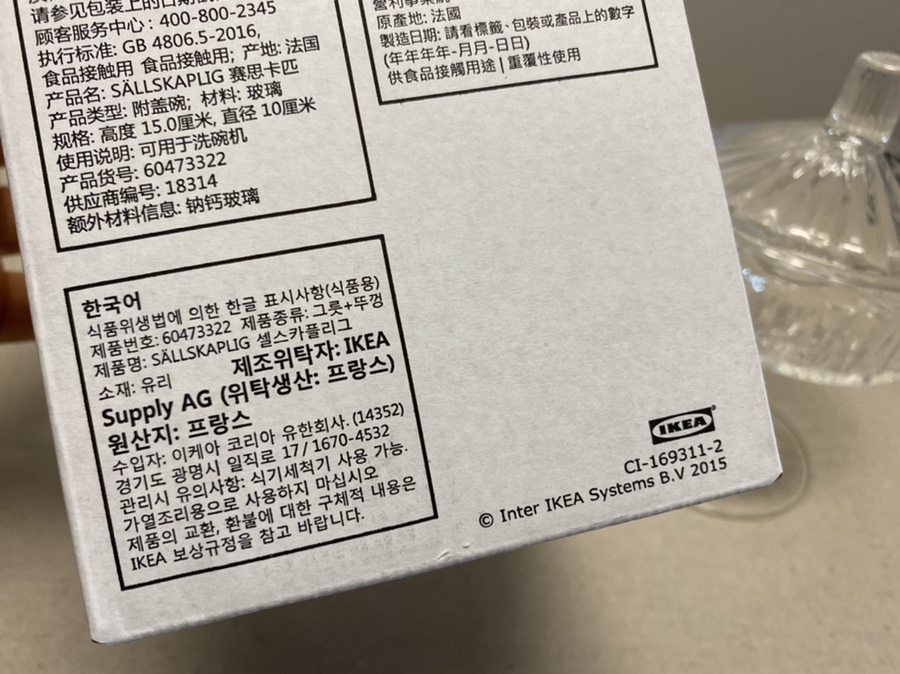 请参见包装上的日期
顾客服务中心: 400-800-2345
执行标准: GB 4806.5-2016,
食品接触用 食品接触用; 产地: 法国
产品名: SÄLLSKAPLIG 赛思卡匹
产品类型: 附盖碗; 材料: 玻璃
规格: 高度 15.0厘米, 直径 10厘米
使用说明: 可用于洗碗机
产品货号: 60473322
供应商编号: 18314
额外材料信息: 钠钙玻璃
原產地: 法國
製造日期: 請看標籤、包裝或產品上的數字
(年年年年-月月-日日)
供食品接觸用途 | 重覆性使用
한국어
식품위생법에 의한 한글 표시사항(식품용)
제품번호: 60473322 제품종류: 그릇+뚜껑
제품명: SÄLLSKAPLIG 셀스카플리그
소재: 유리 제조위탁자: IKEA
Supply AG (위탁생산: 프랑스)
원산지: 프랑스
수입자: 이케아 코리아 유한회사. (14352)
경기도 광명시 일직로 17 / 1670-4532
관리시 유의사항: 식기세척기 사용 가능.
가열조리용으로 사용하지 마십시오
제품의 교환, 환불에 대한 구체적 내용은
IKEA 보상규정을 참고 바랍니다.
IKEA
CI-169311-2
© Inter IKEA Systems B.V 2015